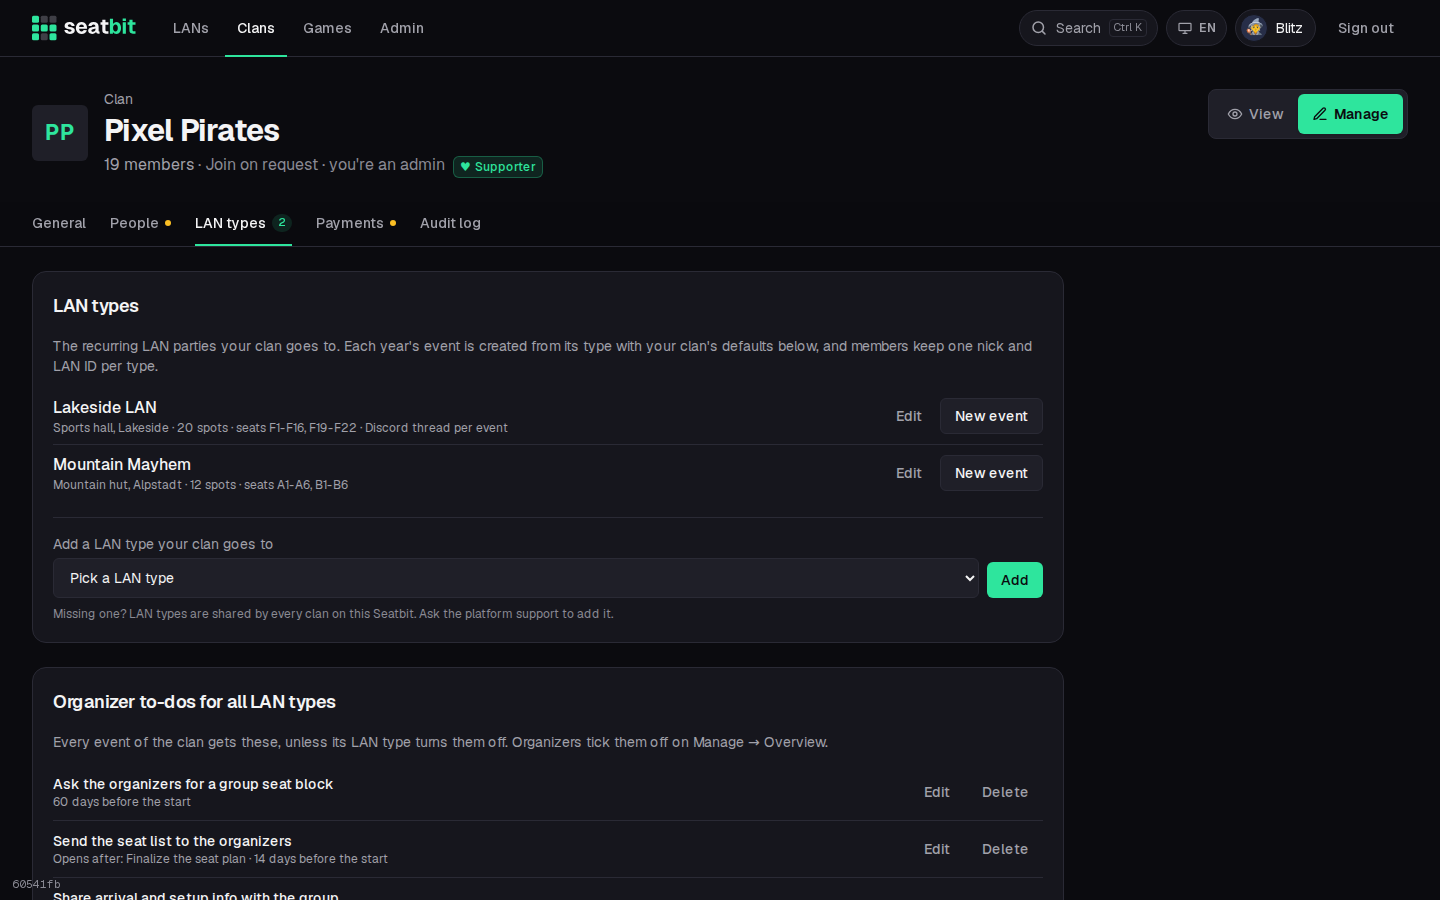 seatbit
LANs
Clans
Games
Admin
Search
Ctrl K
EN
Blitz
Sign out
PP
Clan
Pixel Pirates
19 members · Join on request · you're an admin
♥ Supporter
View
Manage
General
People
LAN types 2
Payments
Audit log
LAN types
The recurring LAN parties your clan goes to. Each year's event is created from its type with your clan's defaults below, and members keep one nick and
LAN ID per type.
Lakeside LAN
Sports hall, Lakeside · 20 spots · seats F1-F16, F19-F22 · Discord thread per event
Edit
New event
Mountain Mayhem
Mountain hut, Alpstadt · 12 spots · seats A1-A6, B1-B6
Edit
New event
Add a LAN type your clan goes to
Pick a LAN type
Add
Missing one? LAN types are shared by every clan on this Seatbit. Ask the platform support to add it.
Organizer to-dos for all LAN types
Every event of the clan gets these, unless its LAN type turns them off. Organizers tick them off on Manage → Overview.
Ask the organizers for a group seat block
60 days before the start
Edit
Delete
Send the seat list to the organizers
Opens after: Finalize the seat plan · 14 days before the start
Edit
Delete
60541fb
Share arrival and setup info with the group